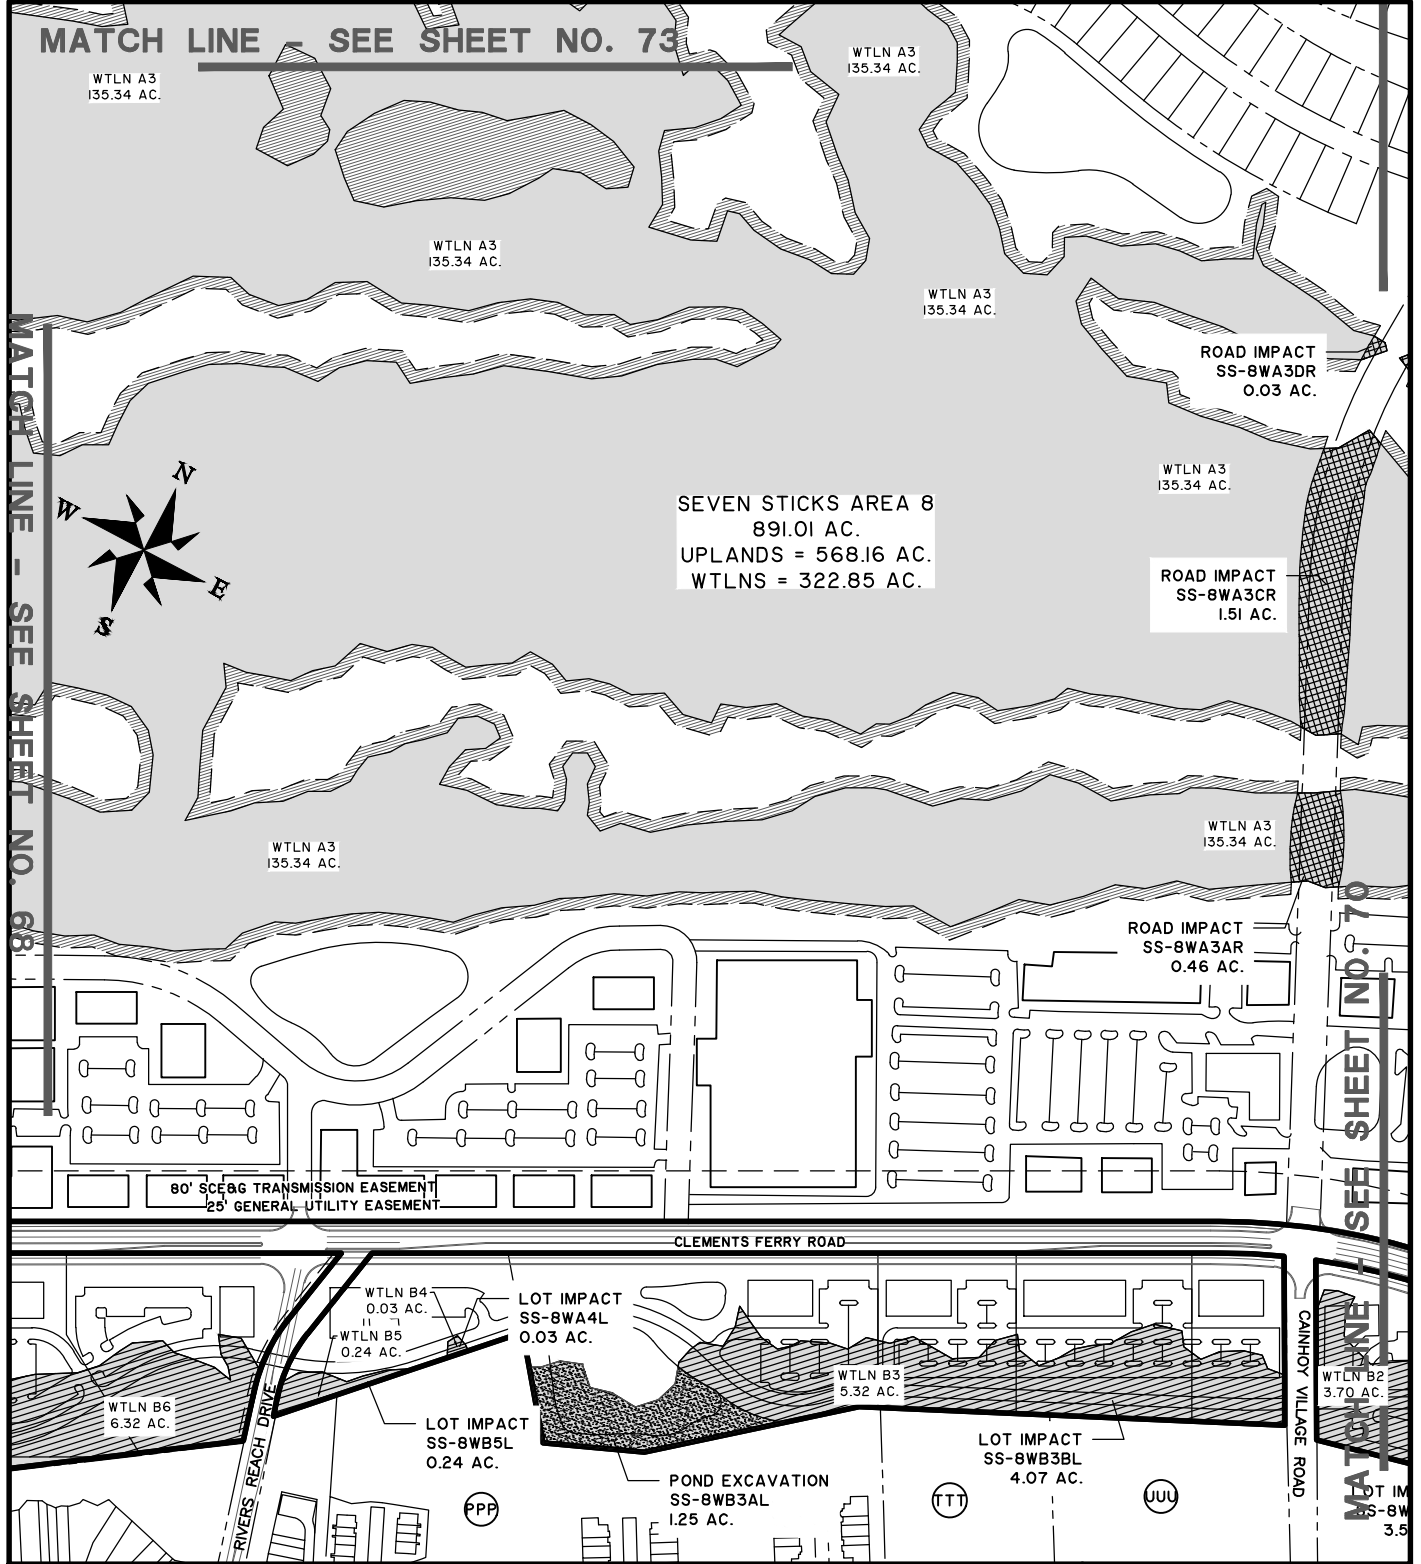 MATCH LINE - SEE SHEET NO. 73
WTLN A3
135.34 AC.
WTLN A3
135.34 AC.
WTLN A3
135.34 AC.
WTLN A3
135.34 AC.
MATCH LINE - SEE SHEET NO. 68
ROAD IMPACT
SS-8WA3DR
0.03 AC.
N
W
E
S
WTLN A3
135.34 AC.
SEVEN STICKS AREA 8
891.01 AC.
UPLANDS = 568.16 AC.
WTLNS = 322.85 AC.
ROAD IMPACT
SS-8WA3CR
1.51 AC.
WTLN A3
135.34 AC.
WTLN A3
135.34 AC.
ROAD IMPACT
SS-8WA3AR
0.46 AC.
MATCH LINE - SEE SHEET NO. 70
80' SCE&G TRANSMISSION EASEMENT
25' GENERAL UTILITY EASEMENT
CLEMENTS FERRY ROAD
WTLN B4
0.03 AC.
WTLN B5
0.24 AC.
LOT IMPACT
SS-8WA4L
0.03 AC.
WTLN B3
5.32 AC.
WTLN B2
3.70 AC.
WTLN B6
6.32 AC.
RIVERS REACH DRIVE
CAINHOY VILLAGE ROAD
LOT IMPACT
SS-8WB5L
0.24 AC.
LOT IMPACT
SS-8WB3BL
4.07 AC.
POND EXCAVATION
SS-8WB3AL
1.25 AC.
PPP
TTT
UUU
LOT IM
SS-8W
3.5